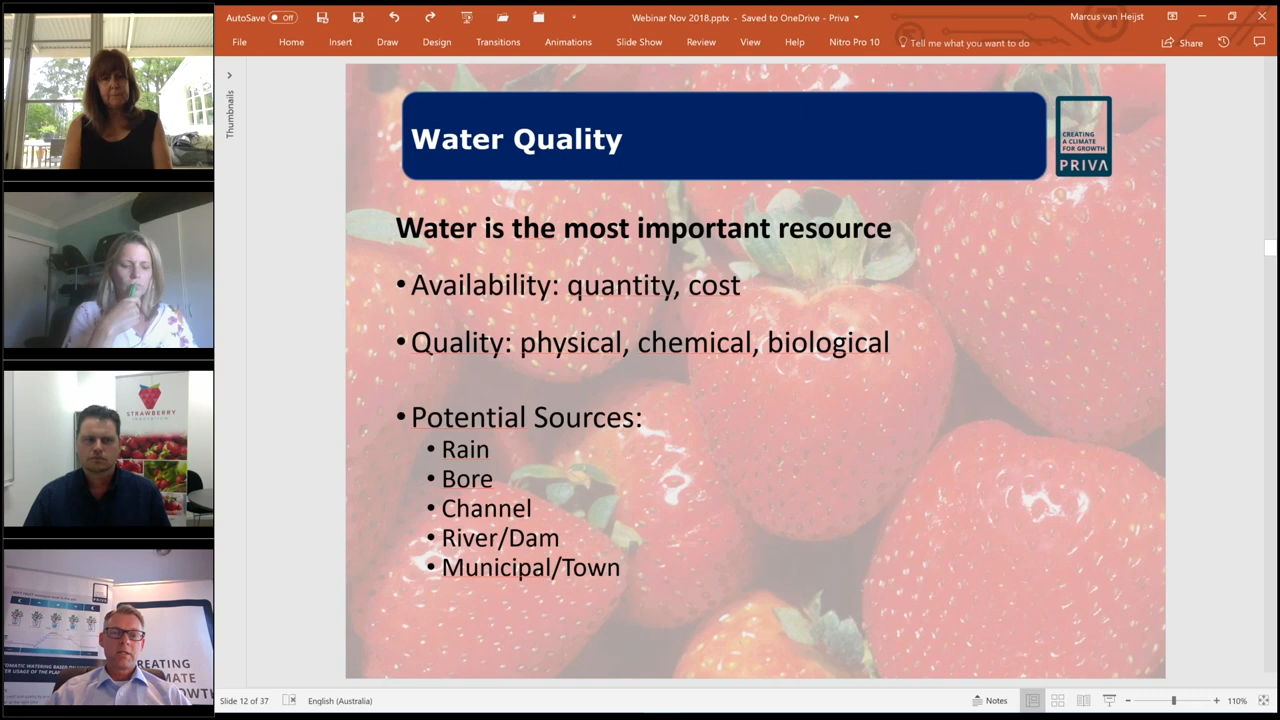 AutoSave Off
Webinar Nov 2018.pptx - Saved to OneDrive - Priva
Marcus van Heijst
File Home Insert Draw Design Transitions Animations Slide Show Review View Help Nitro Pro 10 Tell me what you want to do Share
Thumbnails
Water Quality
CREATING
A CLIMATE
FOR GROWTH
PRIVA
Water is the most important resource
• Availability: quantity, cost
• Quality: physical, chemical, biological
• Potential Sources:
• Rain
• Bore
• Channel
• River/Dam
• Municipal/Town
STRAWBERRY
EATING
IMATE
Slide 12 of 37 English (Australia) Notes 110%